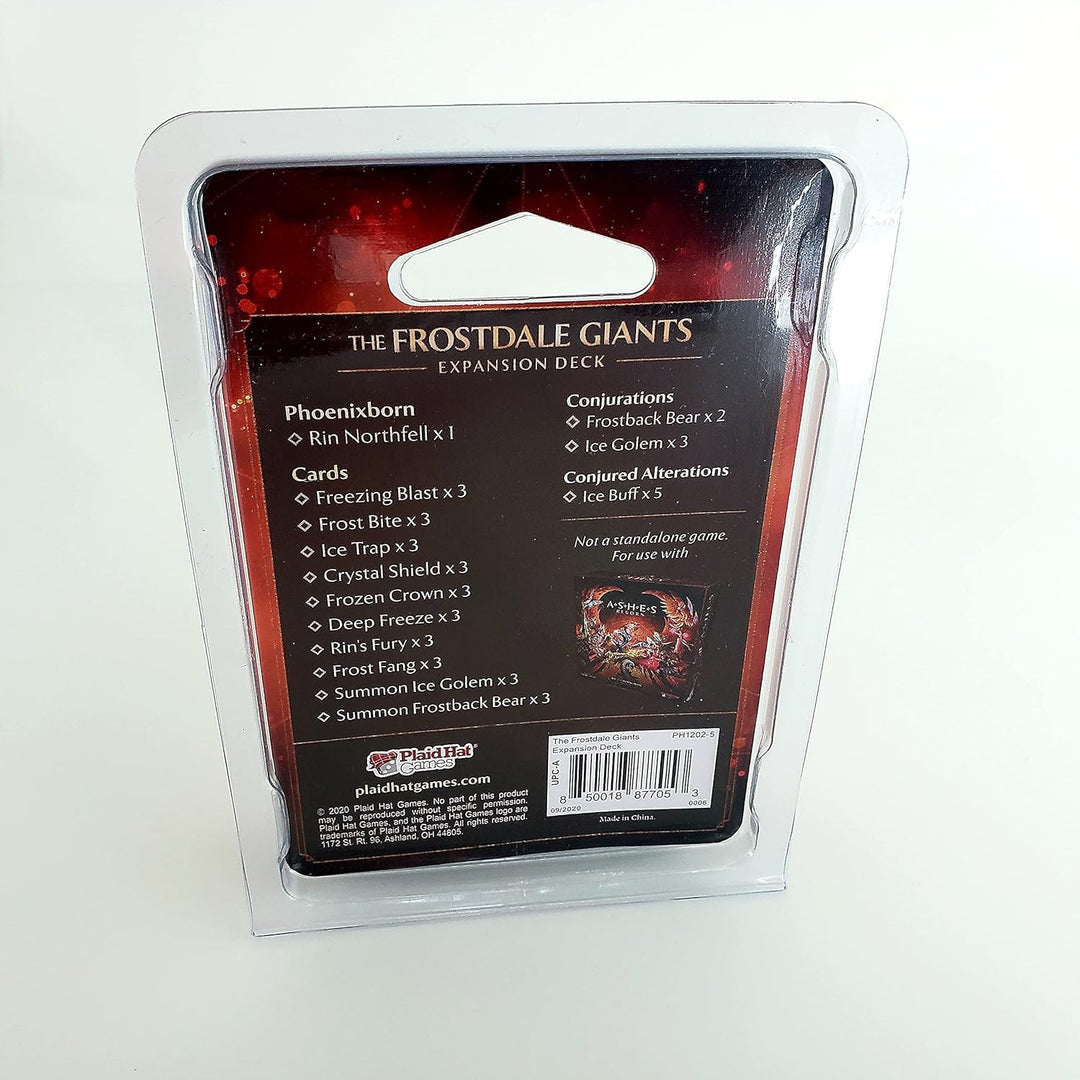 THE FROSTDALE GIANTS
EXPANSION DECK
Phoenixborn
Rin Northfell x 1
Cards
Freezing Blast x 3
Frost Bite x 3
Ice Trap x 3
Crystal Shield x 3
Frozen Crown x 3
Deep Freeze x 3
Rin's Fury x 3
Frost Fang x 3
Summon Ice Golem x 3
Summon Frostback Bear x 3
Conjurations
Frostback Bear x 2
Ice Golem x 3
Conjured Alterations
Ice Buff x 5
Not a standalone game.
For use with
A•S•H•E•S
REBORN
Plaid Hat
Games
plaidhatgames.com
© 2020 Plaid Hat Games. No part of this product
may be reproduced without specific permission.
Plaid Hat Games, and the Plaid Hat Games logo are
trademarks of Plaid Hat Games. All rights reserved.
1172 St. Rt. 96, Ashland, OH 44805.
The Frostdale Giants PH1202-5
Expansion Deck
UPC-A
8 50018 87705 3
09/2020 0006
Made in China.